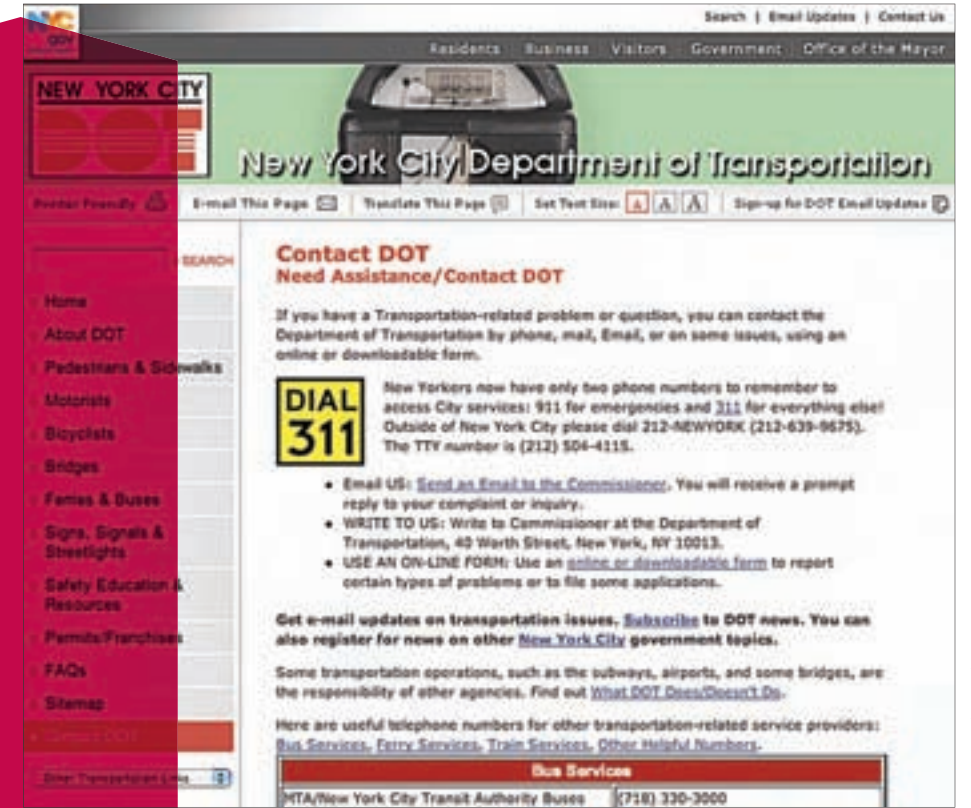 NYC
gov
Search | Email Updates | Contact Us
Residents Business Visitors Government Office of the Mayor
NEW YORK CITY
DOT
New York City Department of Transportation
Printer Friendly E-mail This Page Translate This Page Set Text Size: A A A Sign-up for DOT Email Updates
SEARCH
Home
About DOT
Pedestrians & Sidewalks
Motorists
Bicyclists
Bridges
Ferries & Buses
Signs, Signals &
Streetlights
Safety Education &
Resources
Permits/Franchises
FAQs
Sitemap
Contact DOT
Other Transportation Links
Contact DOT
Need Assistance/Contact DOT
If you have a Transportation-related problem or question, you can contact the
Department of Transportation by phone, mail, Email, or on some issues, using an
online or downloadable form.
DIAL
311
New Yorkers now have only two phone numbers to remember to
access City services: 911 for emergencies and 311 for everything else!
Outside of New York City please dial 212-NEWYORK (212-639-9675).
The TTY number is (212) 504-4115.
• Email US: Send an Email to the Commissioner. You will receive a prompt
reply to your complaint or inquiry.
• WRITE TO US: Write to Commissioner at the Department of
Transportation, 40 Worth Street, New York, NY 10013.
• USE AN ON-LINE FORM: Use an online or downloadable form to report
certain types of problems or to file some applications.
Get e-mail updates on transportation issues. Subscribe to DOT news. You can
also register for news on other New York City government topics.
Some transportation operations, such as the subways, airports, and some bridges, are
the responsibility of other agencies. Find out What DOT Does/Doesn't Do.
Here are useful telephone numbers for other transportation-related service providers:
Bus Services, Ferry Services, Train Services, Other Helpful Numbers.
Bus Services
MTA/New York City Transit Authority Buses (718) 330-3000